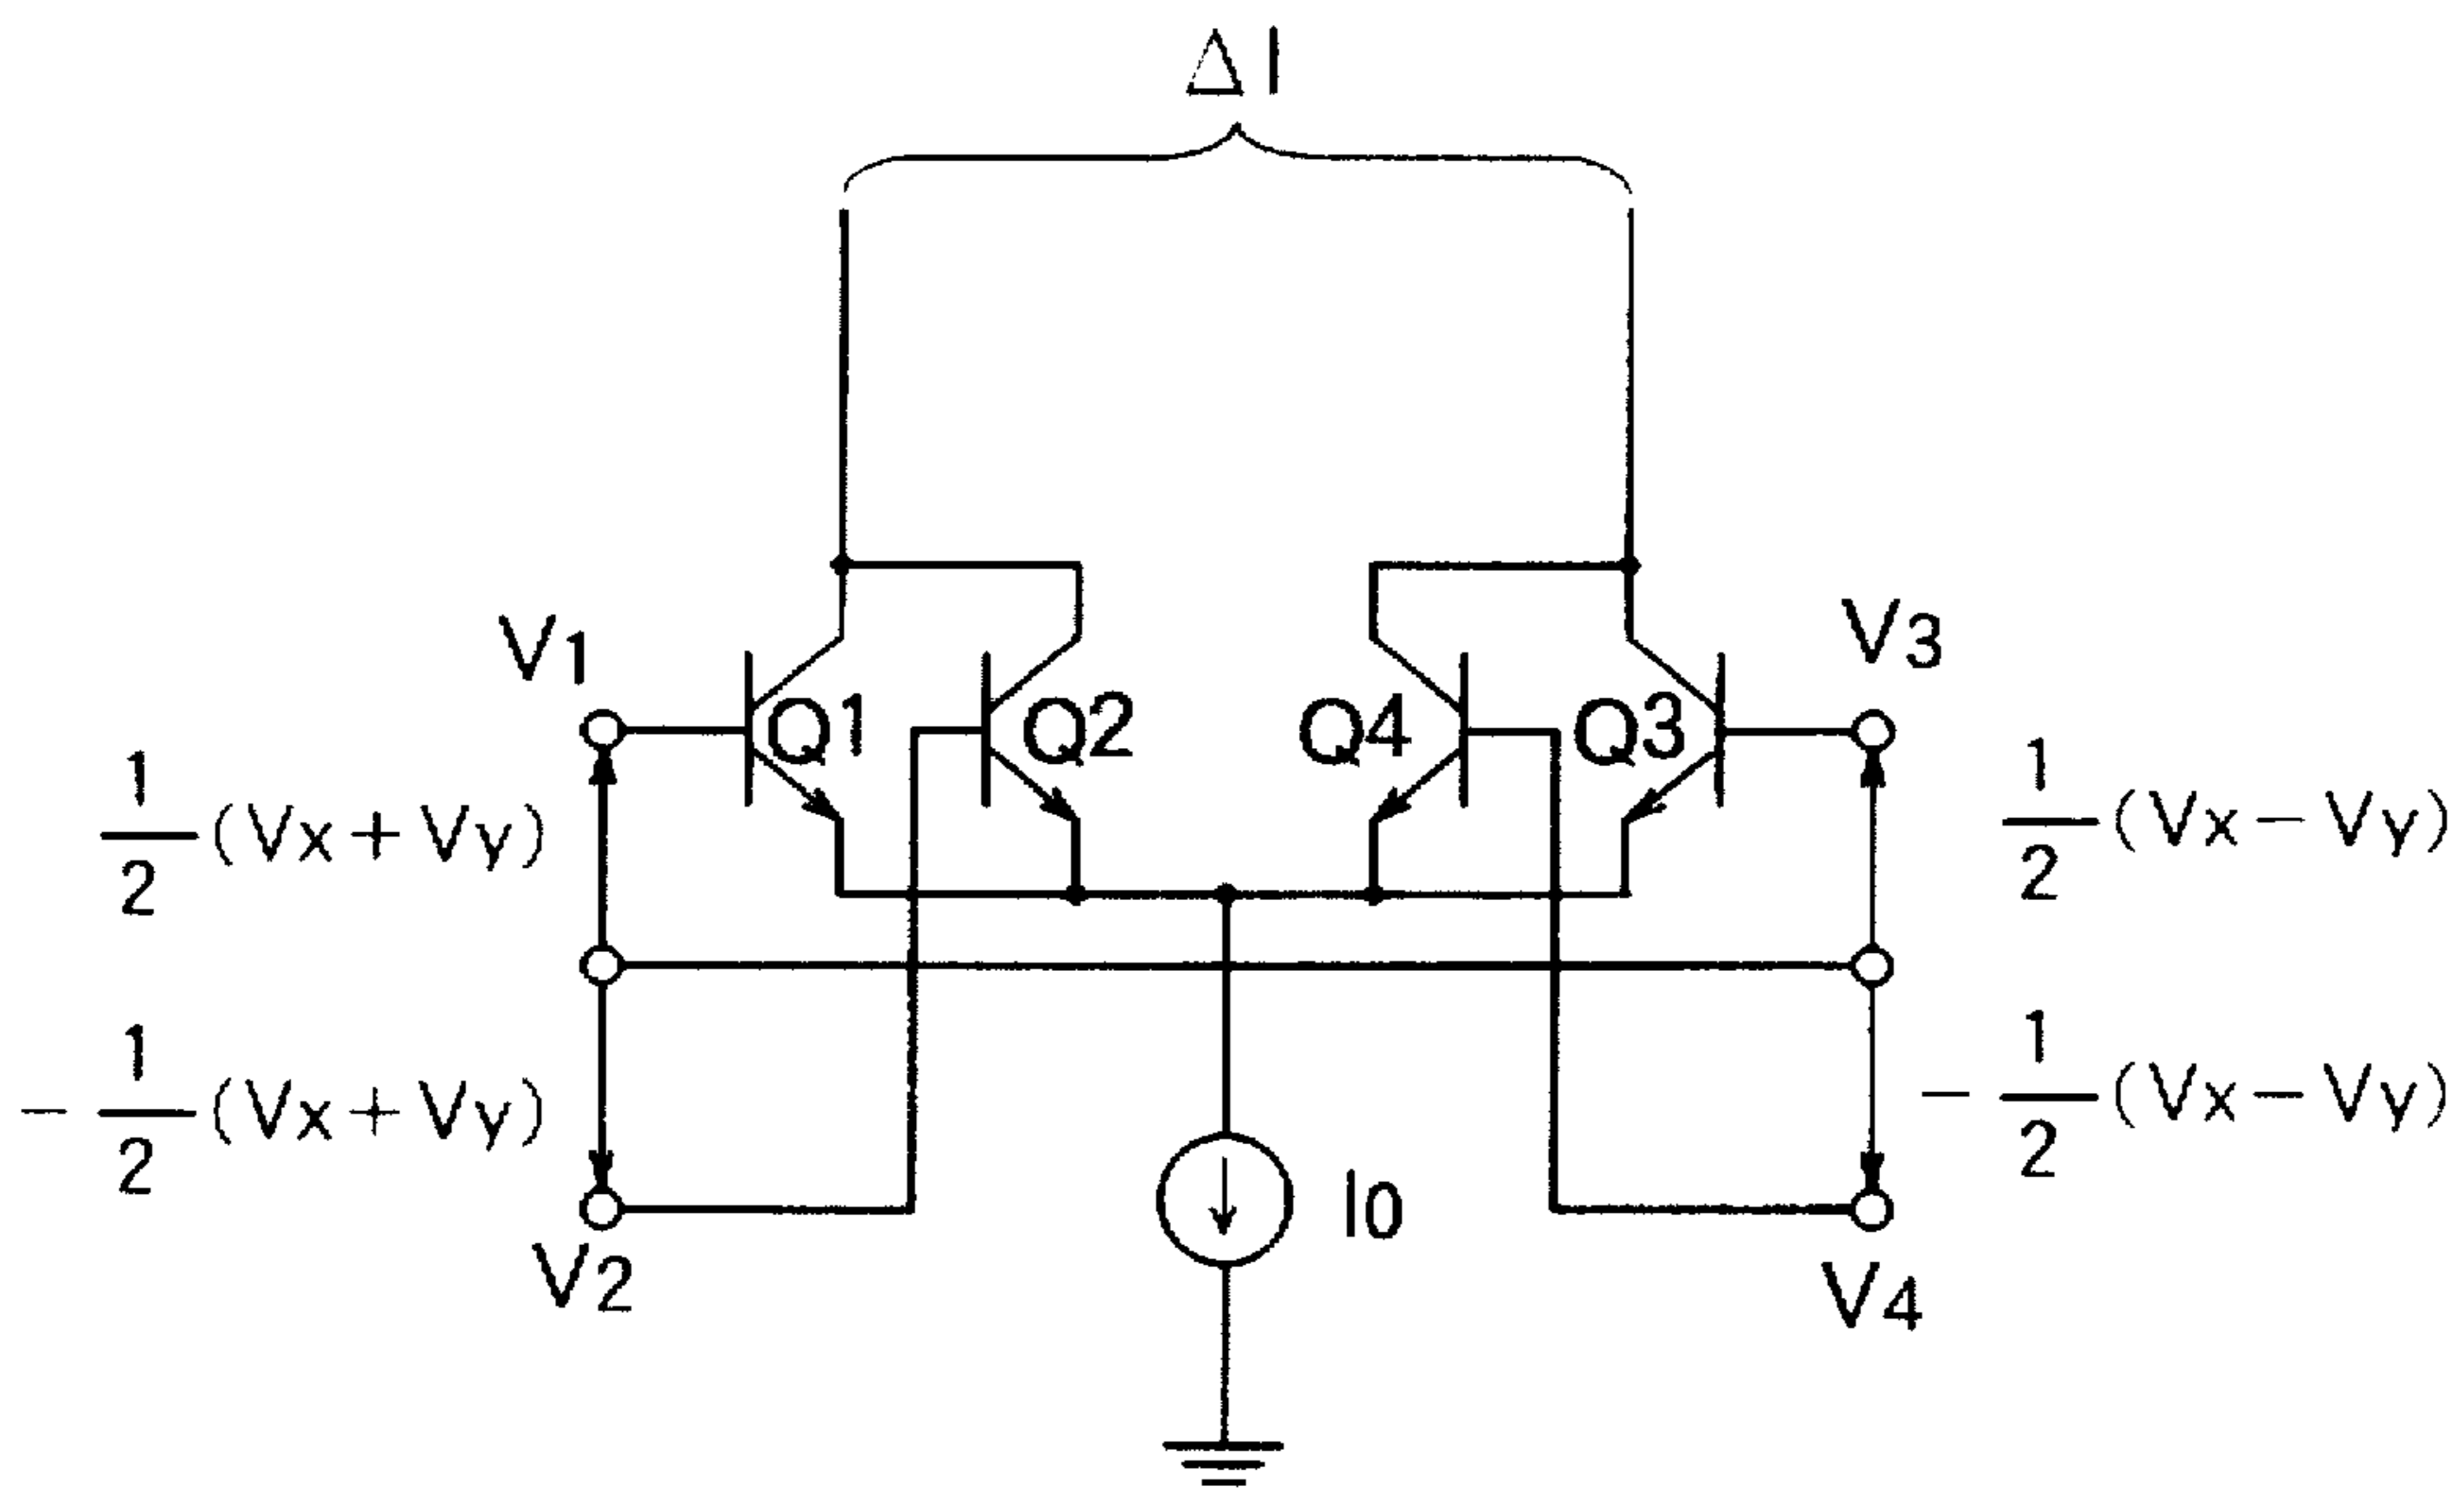 ΔI
V1
V3
Q1 Q2 Q4 Q3
1/2 (Vx + Vy)
1/2 (Vx − Vy)
− 1/2 (Vx + Vy)
− 1/2 (Vx − Vy)
I0
V2
V4